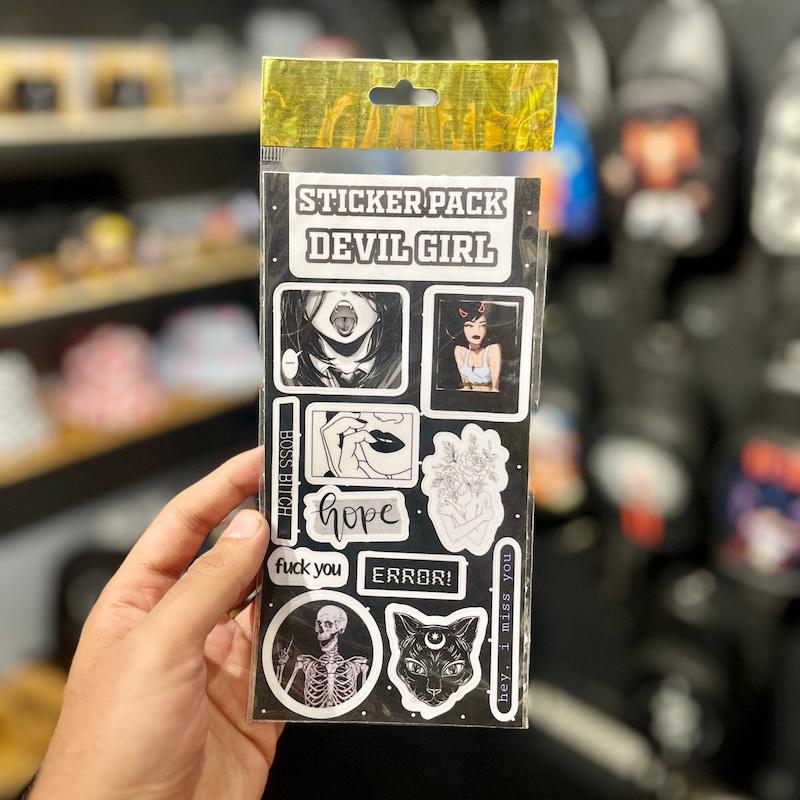 STICKER PACK
DEVIL GIRL
BOSS BITCH
hope
fuck you
ERROR!
hey, i miss you